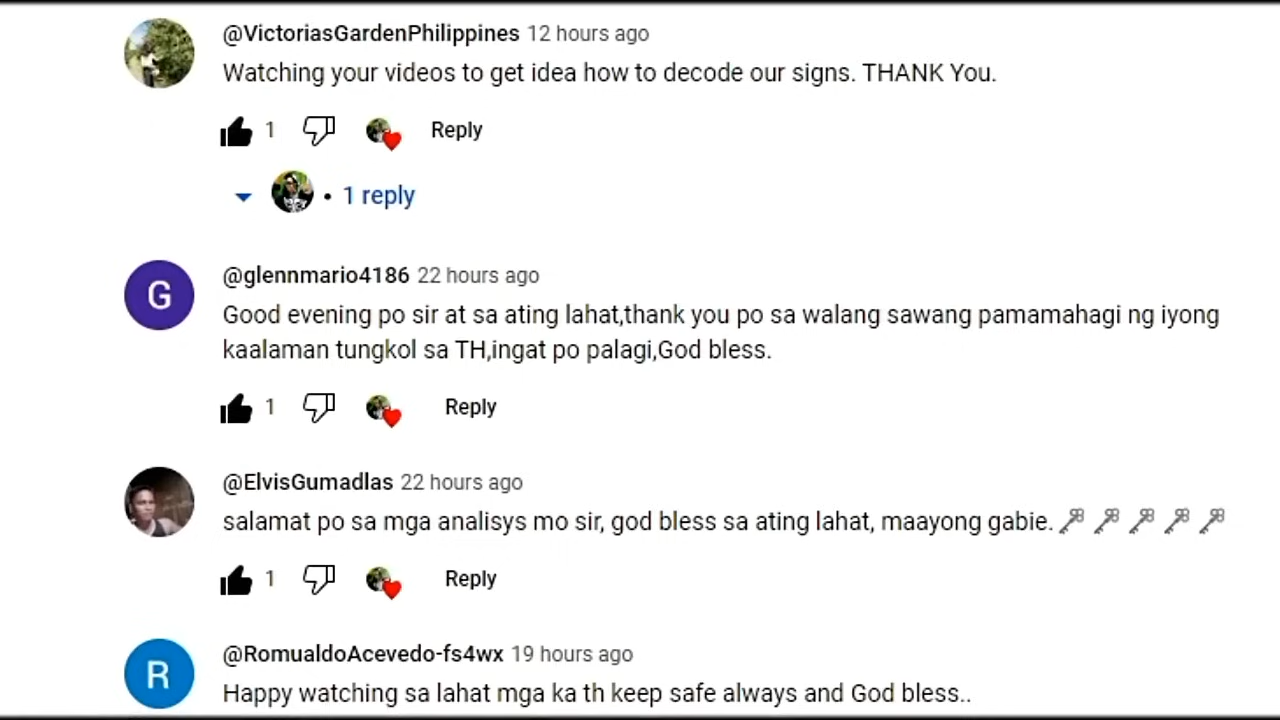 @VictoriasGardenPhilippines 12 hours ago
Watching your videos to get idea how to decode our signs. THANK You.
1 Reply
1 reply
G
@glennmario4186 22 hours ago
Good evening po sir at sa ating lahat,thank you po sa walang sawang pamamahagi ng iyong
kaalaman tungkol sa TH,ingat po palagi,God bless.
1 Reply
@ElvisGumadlas 22 hours ago
salamat po sa mga analisys mo sir, god bless sa ating lahat, maayong gabie. 🗝🗝🗝🗝🗝
1 Reply
R
@RomualdoAcevedo-fs4wx 19 hours ago
Happy watching sa lahat mga ka th keep safe always and God bless..